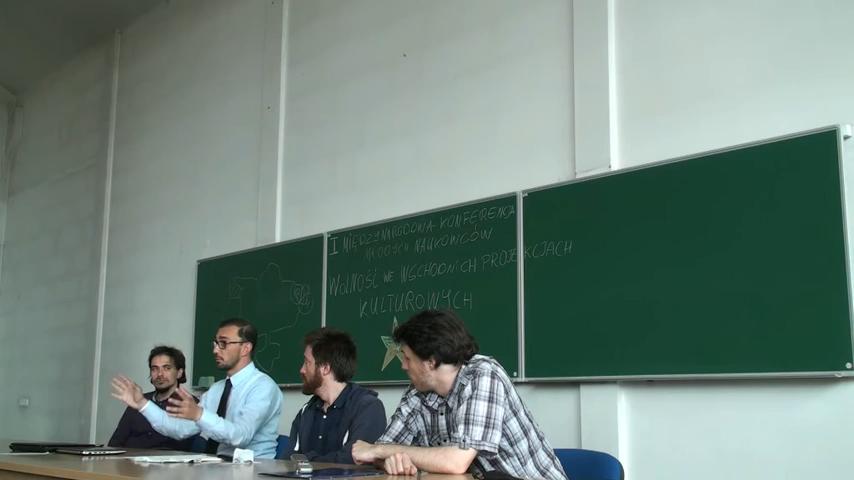 I MIĘDZYNARODOWA KONFERENCJA
MŁODYCH NAUKOWCÓW
WOLNOŚĆ WE WSCHODNICH PROJEKCJACH
KULTUROWYCH